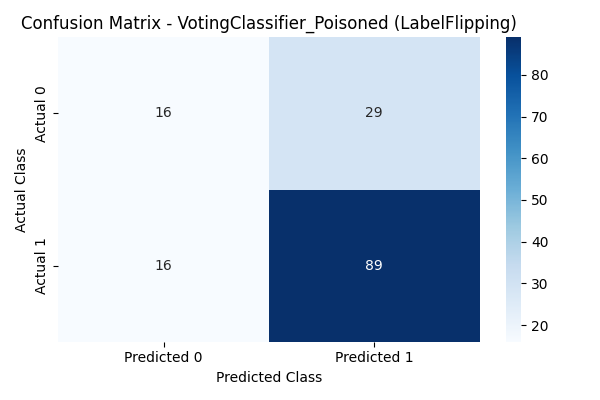 Confusion Matrix - VotingClassifier_Poisoned (LabelFlipping)
Actual Class
Actual 0
16
29
Actual 1
16
89
Predicted 0
Predicted 1
Predicted Class
80
70
60
50
40
30
20